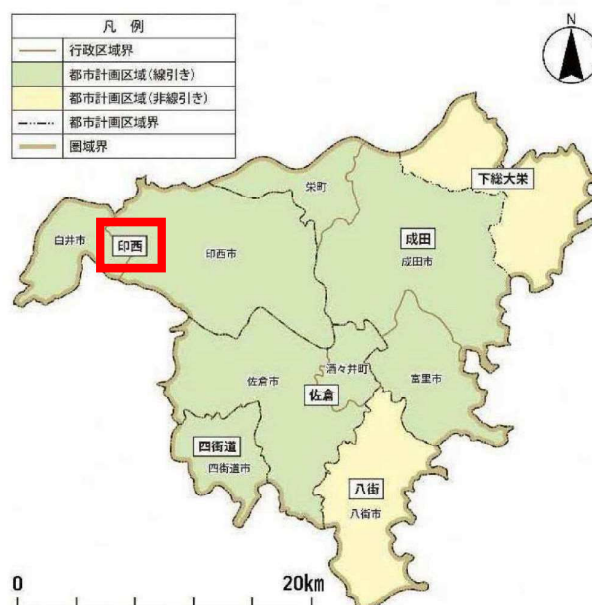 凡 例
行政区域界
都市計画区域(線引き)
都市計画区域(非線引き)
都市計画区域界
圏域界
N
下総大栄
栄町
成田
成田市
白井市
印西
印西市
佐倉市
酒々井町
富里市
佐倉
四街道
四街道市
八街
八街市
0
20km